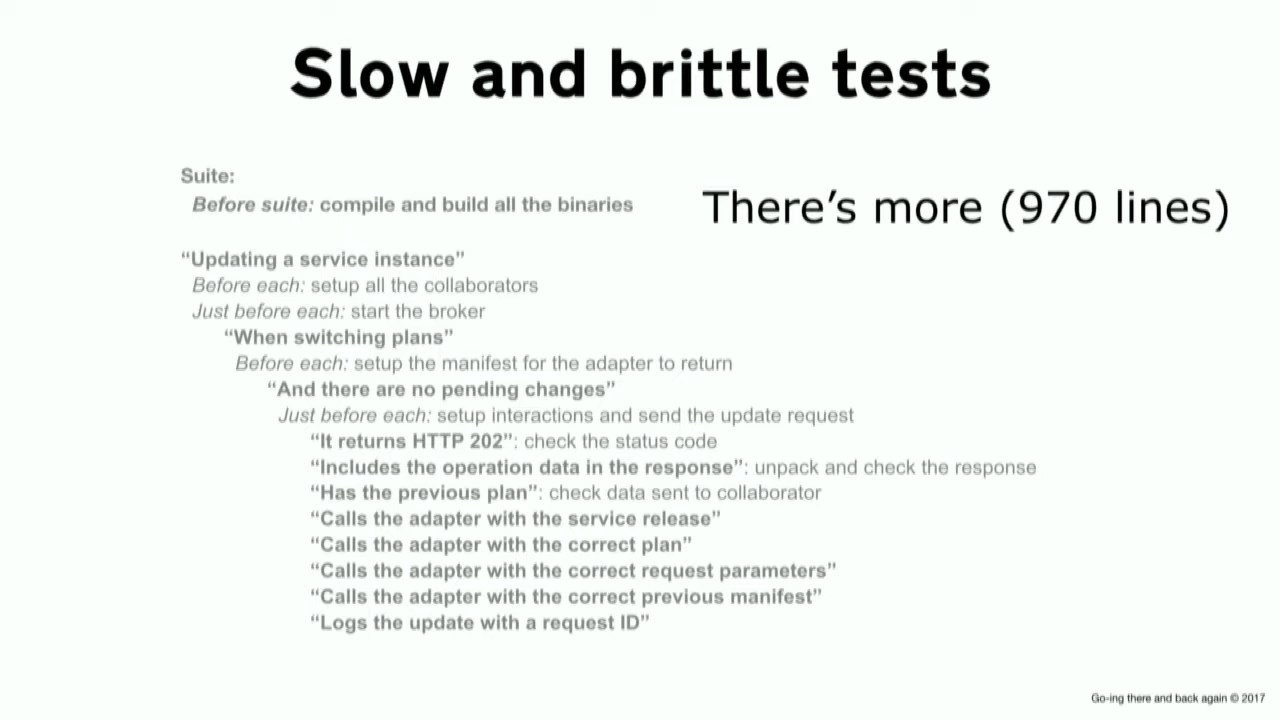 Slow and brittle tests
Suite:
Before suite: compile and build all the binaries
There’s more (970 lines)
“Updating a service instance”
Before each: setup all the collaborators
Just before each: start the broker
“When switching plans”
Before each: setup the manifest for the adapter to return
“And there are no pending changes”
Just before each: setup interactions and send the update request
“It returns HTTP 202”: check the status code
“Includes the operation data in the response”: unpack and check the response
“Has the previous plan”: check data sent to collaborator
“Calls the adapter with the service release”
“Calls the adapter with the correct plan”
“Calls the adapter with the correct request parameters”
“Calls the adapter with the correct previous manifest”
“Logs the update with a request ID”
Go-ing there and back again © 2017